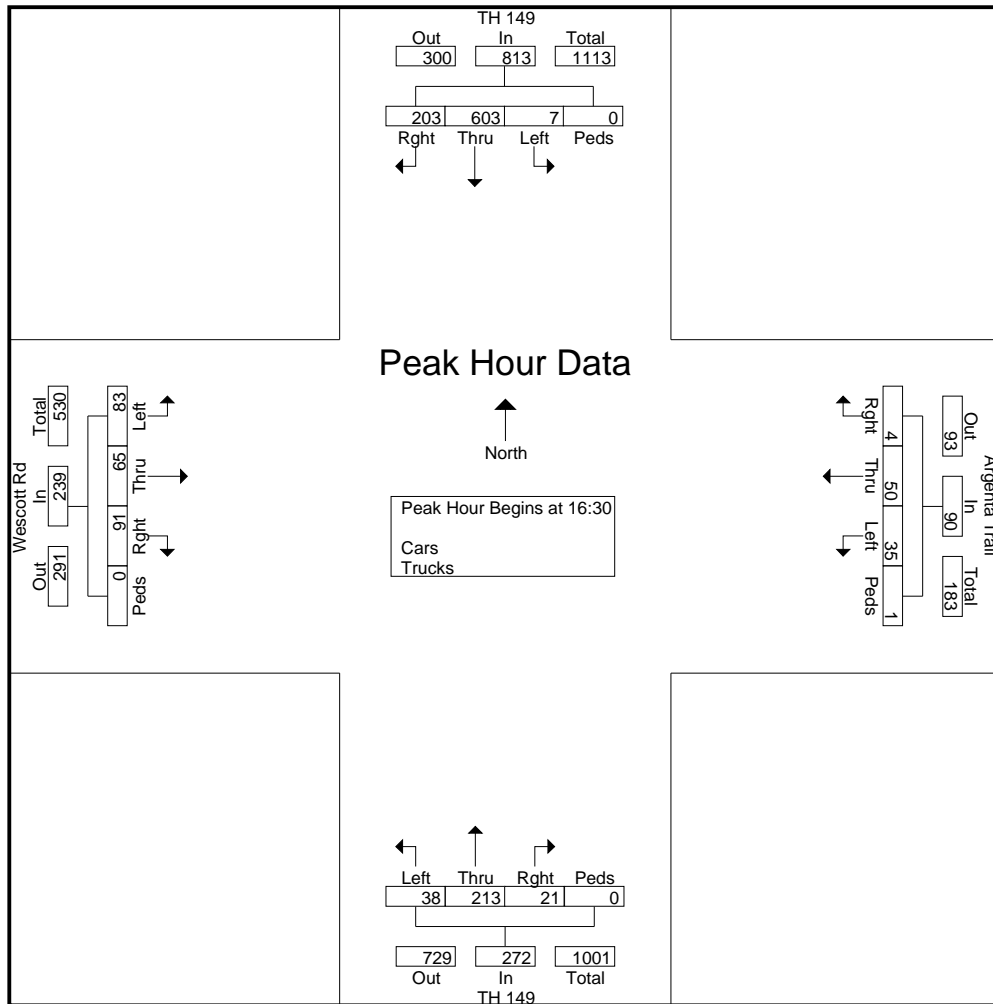 TH 149
Out In Total
300 813 1113
203 603 7 0
Rght Thru Left Peds
Peak Hour Data
North
Peak Hour Begins at 16:30
Cars
Trucks
Wescott Rd
Total In Out
530 239 291
83 65 91 0
Left Thru Rght Peds
Rght Thru Left Peds
4 50 35 1
Out In Total
93 90 183
Argenta Trail
Left Thru Rght Peds
38 213 21 0
729 272 1001
Out In Total
TH 149